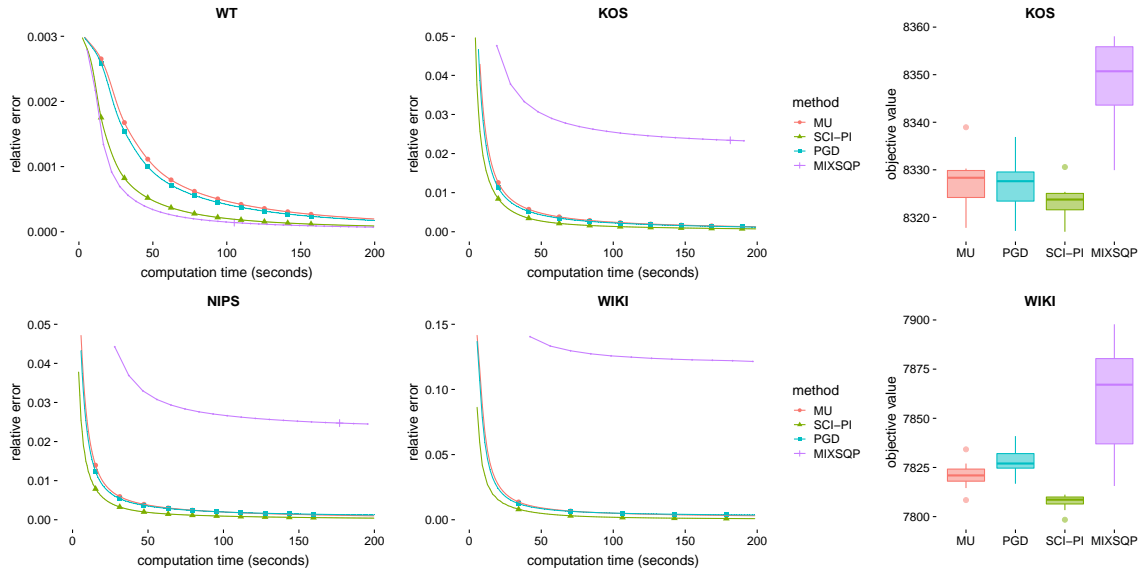 WT
0.003
0.002
0.001
0.000
relative error
0 50 100 150 200
computation time (seconds)
KOS
0.05
0.04
0.03
0.02
0.01
0.00
relative error
0 50 100 150 200
computation time (seconds)
method
MU
SCI−PI
PGD
MIXSQP
KOS
8360
8350
8340
8330
8320
objective value
MU PGD SCI−PI MIXSQP
NIPS
0.05
0.04
0.03
0.02
0.01
0.00
relative error
0 50 100 150 200
computation time (seconds)
WIKI
0.15
0.10
0.05
0.00
relative error
0 50 100 150 200
computation time (seconds)
method
MU
SCI−PI
PGD
MIXSQP
WIKI
7900
7875
7850
7825
7800
objective value
MU PGD SCI−PI MIXSQP